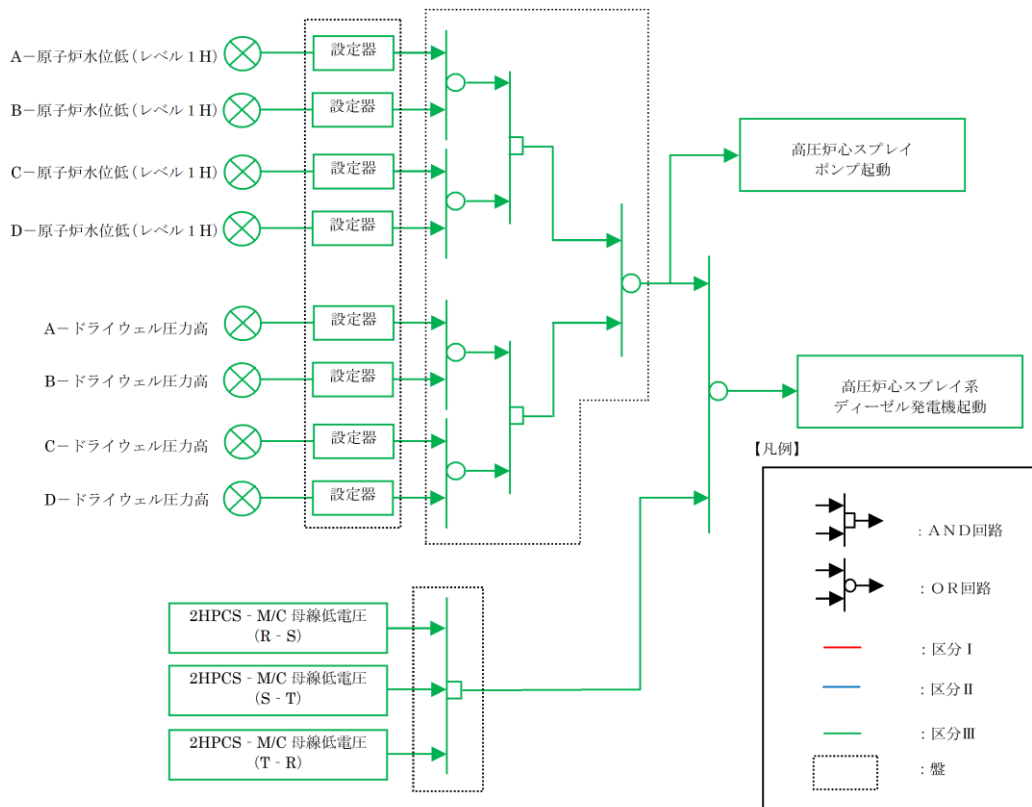 A－原子炉水位低(レベル１H)
設定器
B－原子炉水位低(レベル１H)
設定器
C－原子炉水位低(レベル１H)
設定器
D－原子炉水位低(レベル１H)
設定器
A－ドライウェル圧力高
設定器
B－ドライウェル圧力高
設定器
C－ドライウェル圧力高
設定器
D－ドライウェル圧力高
設定器
高圧炉心スプレイ
ポンプ起動
高圧炉心スプレイ系
ディーゼル発電機起動
2HPCS‐M/C 母線低電圧
(R‐S)
2HPCS‐M/C 母線低電圧
(S‐T)
2HPCS‐M/C 母線低電圧
(T‐R)
【凡例】
：ＡＮＤ回路
：ＯＲ回路
：区分Ⅰ
：区分Ⅱ
：区分Ⅲ
：盤